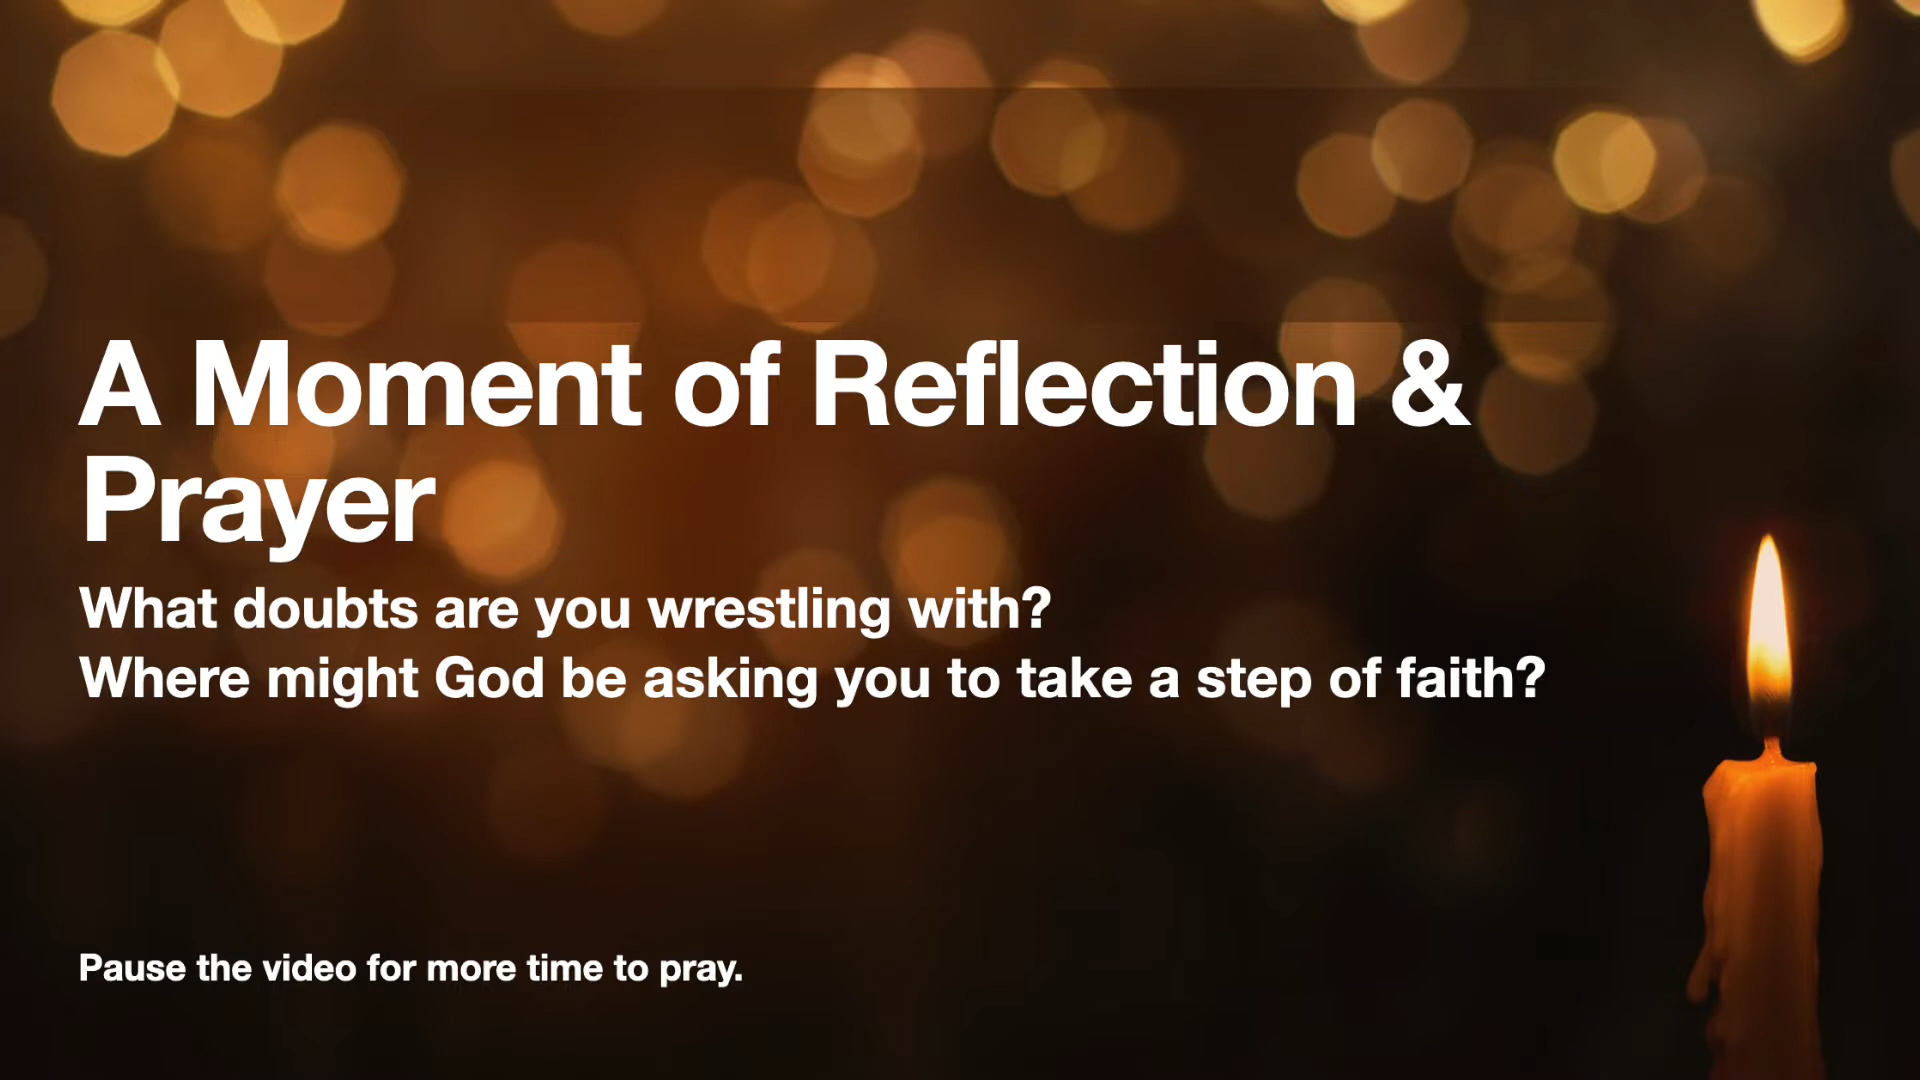 A Moment of Reflection &
Prayer
What doubts are you wrestling with?
Where might God be asking you to take a step of faith?
Pause the video for more time to pray.